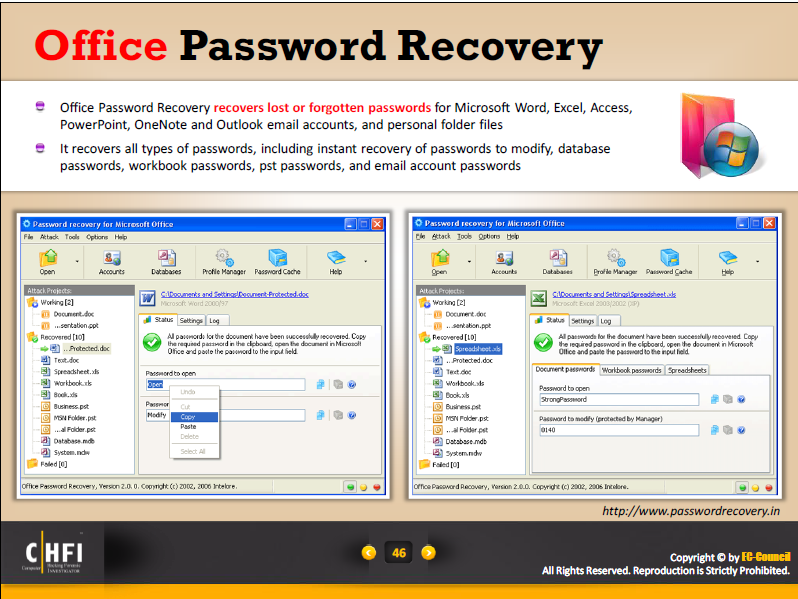 Office Password Recovery
Office Password Recovery recovers lost or forgotten passwords for Microsoft Word, Excel, Access,
PowerPoint, OneNote and Outlook email accounts, and personal folder files
It recovers all types of passwords, including instant recovery of passwords to modify, database
passwords, workbook passwords, pst passwords, and email account passwords
Password recovery for Microsoft Office
File Attack Tools Options Help
Open Accounts Databases Profile Manager Password Cache Help
Attack Projects:
Working [2]
Document.doc
...sentation.ppt
Recovered [10]
...Protected.doc
Text.doc
Spreadsheet.xls
Workbook.xls
Book.xls
Business.pst
MSN Folder.pst
...al Folder.pst
Database.mdb
System.mdw
Failed [0]
C:\Documents and Settings\Document-Protected.doc
Microsoft Word 2000/97
Status Settings Log
All passwords for the document have been successfully recovered. Copy
the required password in the clipboard, open the document in Microsoft
Office and paste the password to the input field.
Password to open
Open
Passwor
Modify
Undo
Cut
Copy
Paste
Delete
Select All
Office Password Recovery, Version 2.0. 0. Copyright (c) 2002, 2006 Intelore.
Password recovery for Microsoft Office
File Attack Tools Options Help
Open Accounts Databases Profile Manager Password Cache Help
Attack Projects:
Working [2]
Document.doc
...sentation.ppt
Recovered [10]
Spreadsheet.xls
...Protected.doc
Text.doc
Workbook.xls
Book.xls
Business.pst
MSN Folder.pst
...al Folder.pst
Database.mdb
System.mdw
Failed [0]
C:\Documents and Settings\Spreadsheet.xls
Microsoft Excel 2003/2002 (XP)
Status Settings Log
All passwords for the document have been successfully recovered. Copy
the required password in the clipboard, open the document in Microsoft
Office and paste the password to the input field.
Document passwords Workbook passwords Spreadsheets
Password to open
StrongPassword
Password to modify (protected by Manager)
0140
Office Password Recovery, Version 2.0. 0. Copyright (c) 2002, 2006 Intelore.
http://www.passwordrecovery.in
CHFI
Computer Hacking Forensic
INVESTIGATOR
46
Copyright © by EC-Council
All Rights Reserved. Reproduction is Strictly Prohibited.